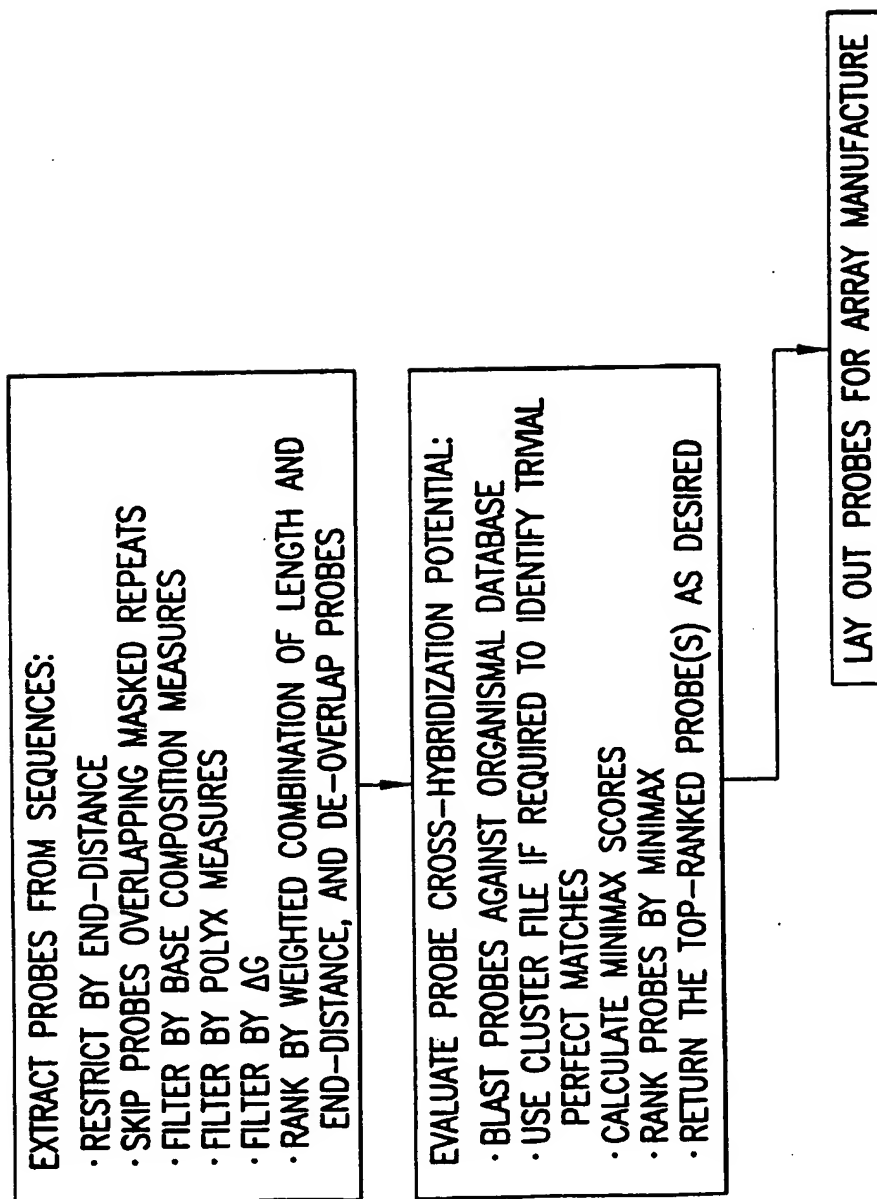 EXTRACT PROBES FROM SEQUENCES:
· RESTRICT BY END-DISTANCE
· SKIP PROBES OVERLAPPING MASKED REPEATS
· FILTER BY BASE COMPOSITION MEASURES
· FILTER BY POLYX MEASURES
· FILTER BY ΔG
· RANK BY WEIGHTED COMBINATION OF LENGTH AND
END-DISTANCE, AND DE-OVERLAP PROBES
EVALUATE PROBE CROSS-HYBRIDIZATION POTENTIAL:
· BLAST PROBES AGAINST ORGANISMAL DATABASE
· USE CLUSTER FILE IF REQUIRED TO IDENTIFY TRIVIAL
PERFECT MATCHES
· CALCULATE MINIMAX SCORES
· RANK PROBES BY MINIMAX
· RETURN THE TOP-RANKED PROBE(S) AS DESIRED
LAY OUT PROBES FOR ARRAY MANUFACTURE